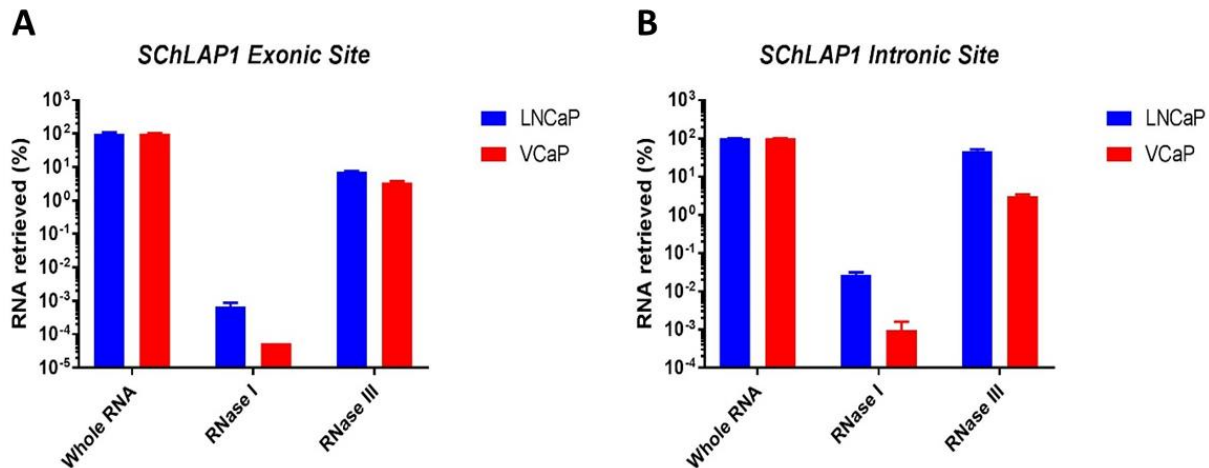 A
SChLAP1 Exonic Site
RNA retrieved (%)
10³
10²
10¹
10⁰
10⁻¹
10⁻²
10⁻³
10⁻⁴
10⁻⁵
Whole RNA
RNase I
RNase III
LNCaP
VCaP
B
SChLAP1 Intronic Site
RNA retrieved (%)
10³
10²
10¹
10⁰
10⁻¹
10⁻²
10⁻³
10⁻⁴
Whole RNA
RNase I
RNase III
LNCaP
VCaP